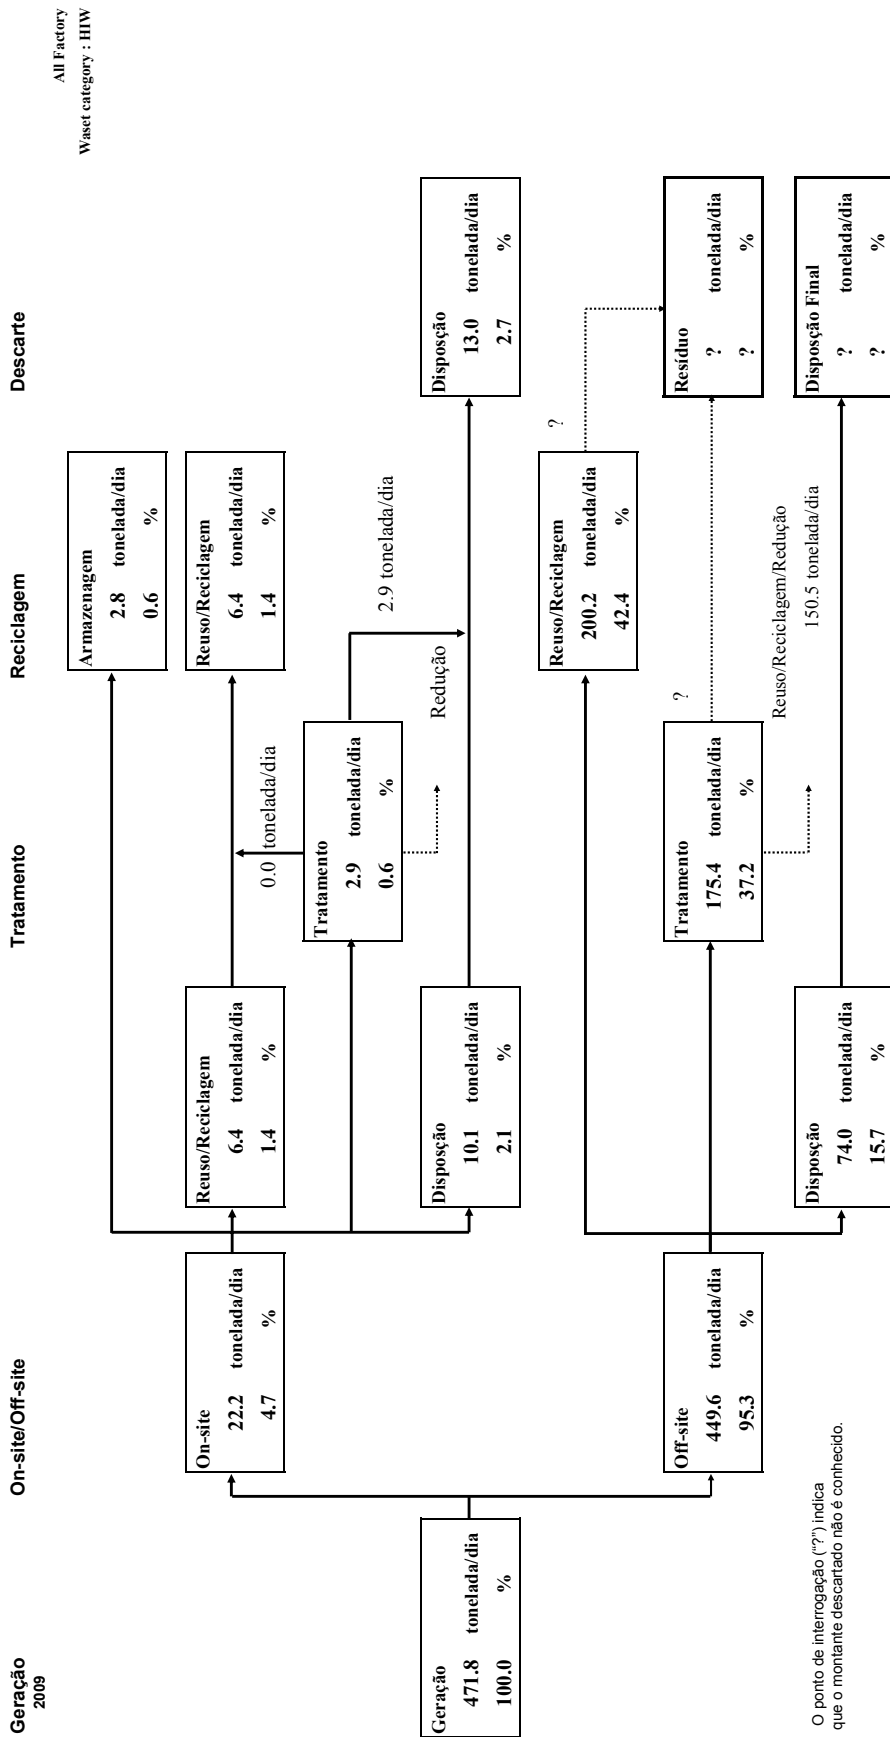 All Factory
Waset category : HIW
Geração
2009
On-site/Off-site
Tratamento
Reciclagem
Descarte
Armazenagem
2.8 tonelada/dia
0.6 %
Reuso/Reciclagem
6.4 tonelada/dia
1.4 %
Reuso/Reciclagem
6.4 tonelada/dia
1.4 %
On-site
22.2 tonelada/dia
4.7 %
0.0 tonelada/dia
Tratamento
2.9 tonelada/dia
0.6 %
2.9 tonelada/dia
Redução
Geração
471.8 tonelada/dia
100.0 %
Disposção
10.1 tonelada/dia
2.1 %
Disposção
13.0 tonelada/dia
2.7 %
Reuso/Reciclagem
200.2 tonelada/dia
42.4 %
?
Off-site
449.6 tonelada/dia
95.3 %
Tratamento
175.4 tonelada/dia
37.2 %
?
Resíduo
? tonelada/dia
? %
Reuso/Reciclagem/Redução
150.5 tonelada/dia
Disposção
74.0 tonelada/dia
15.7 %
Disposção Final
? tonelada/dia
? %
O ponto de interrogação ("?") indica
que o montante descartado não é conhecido.